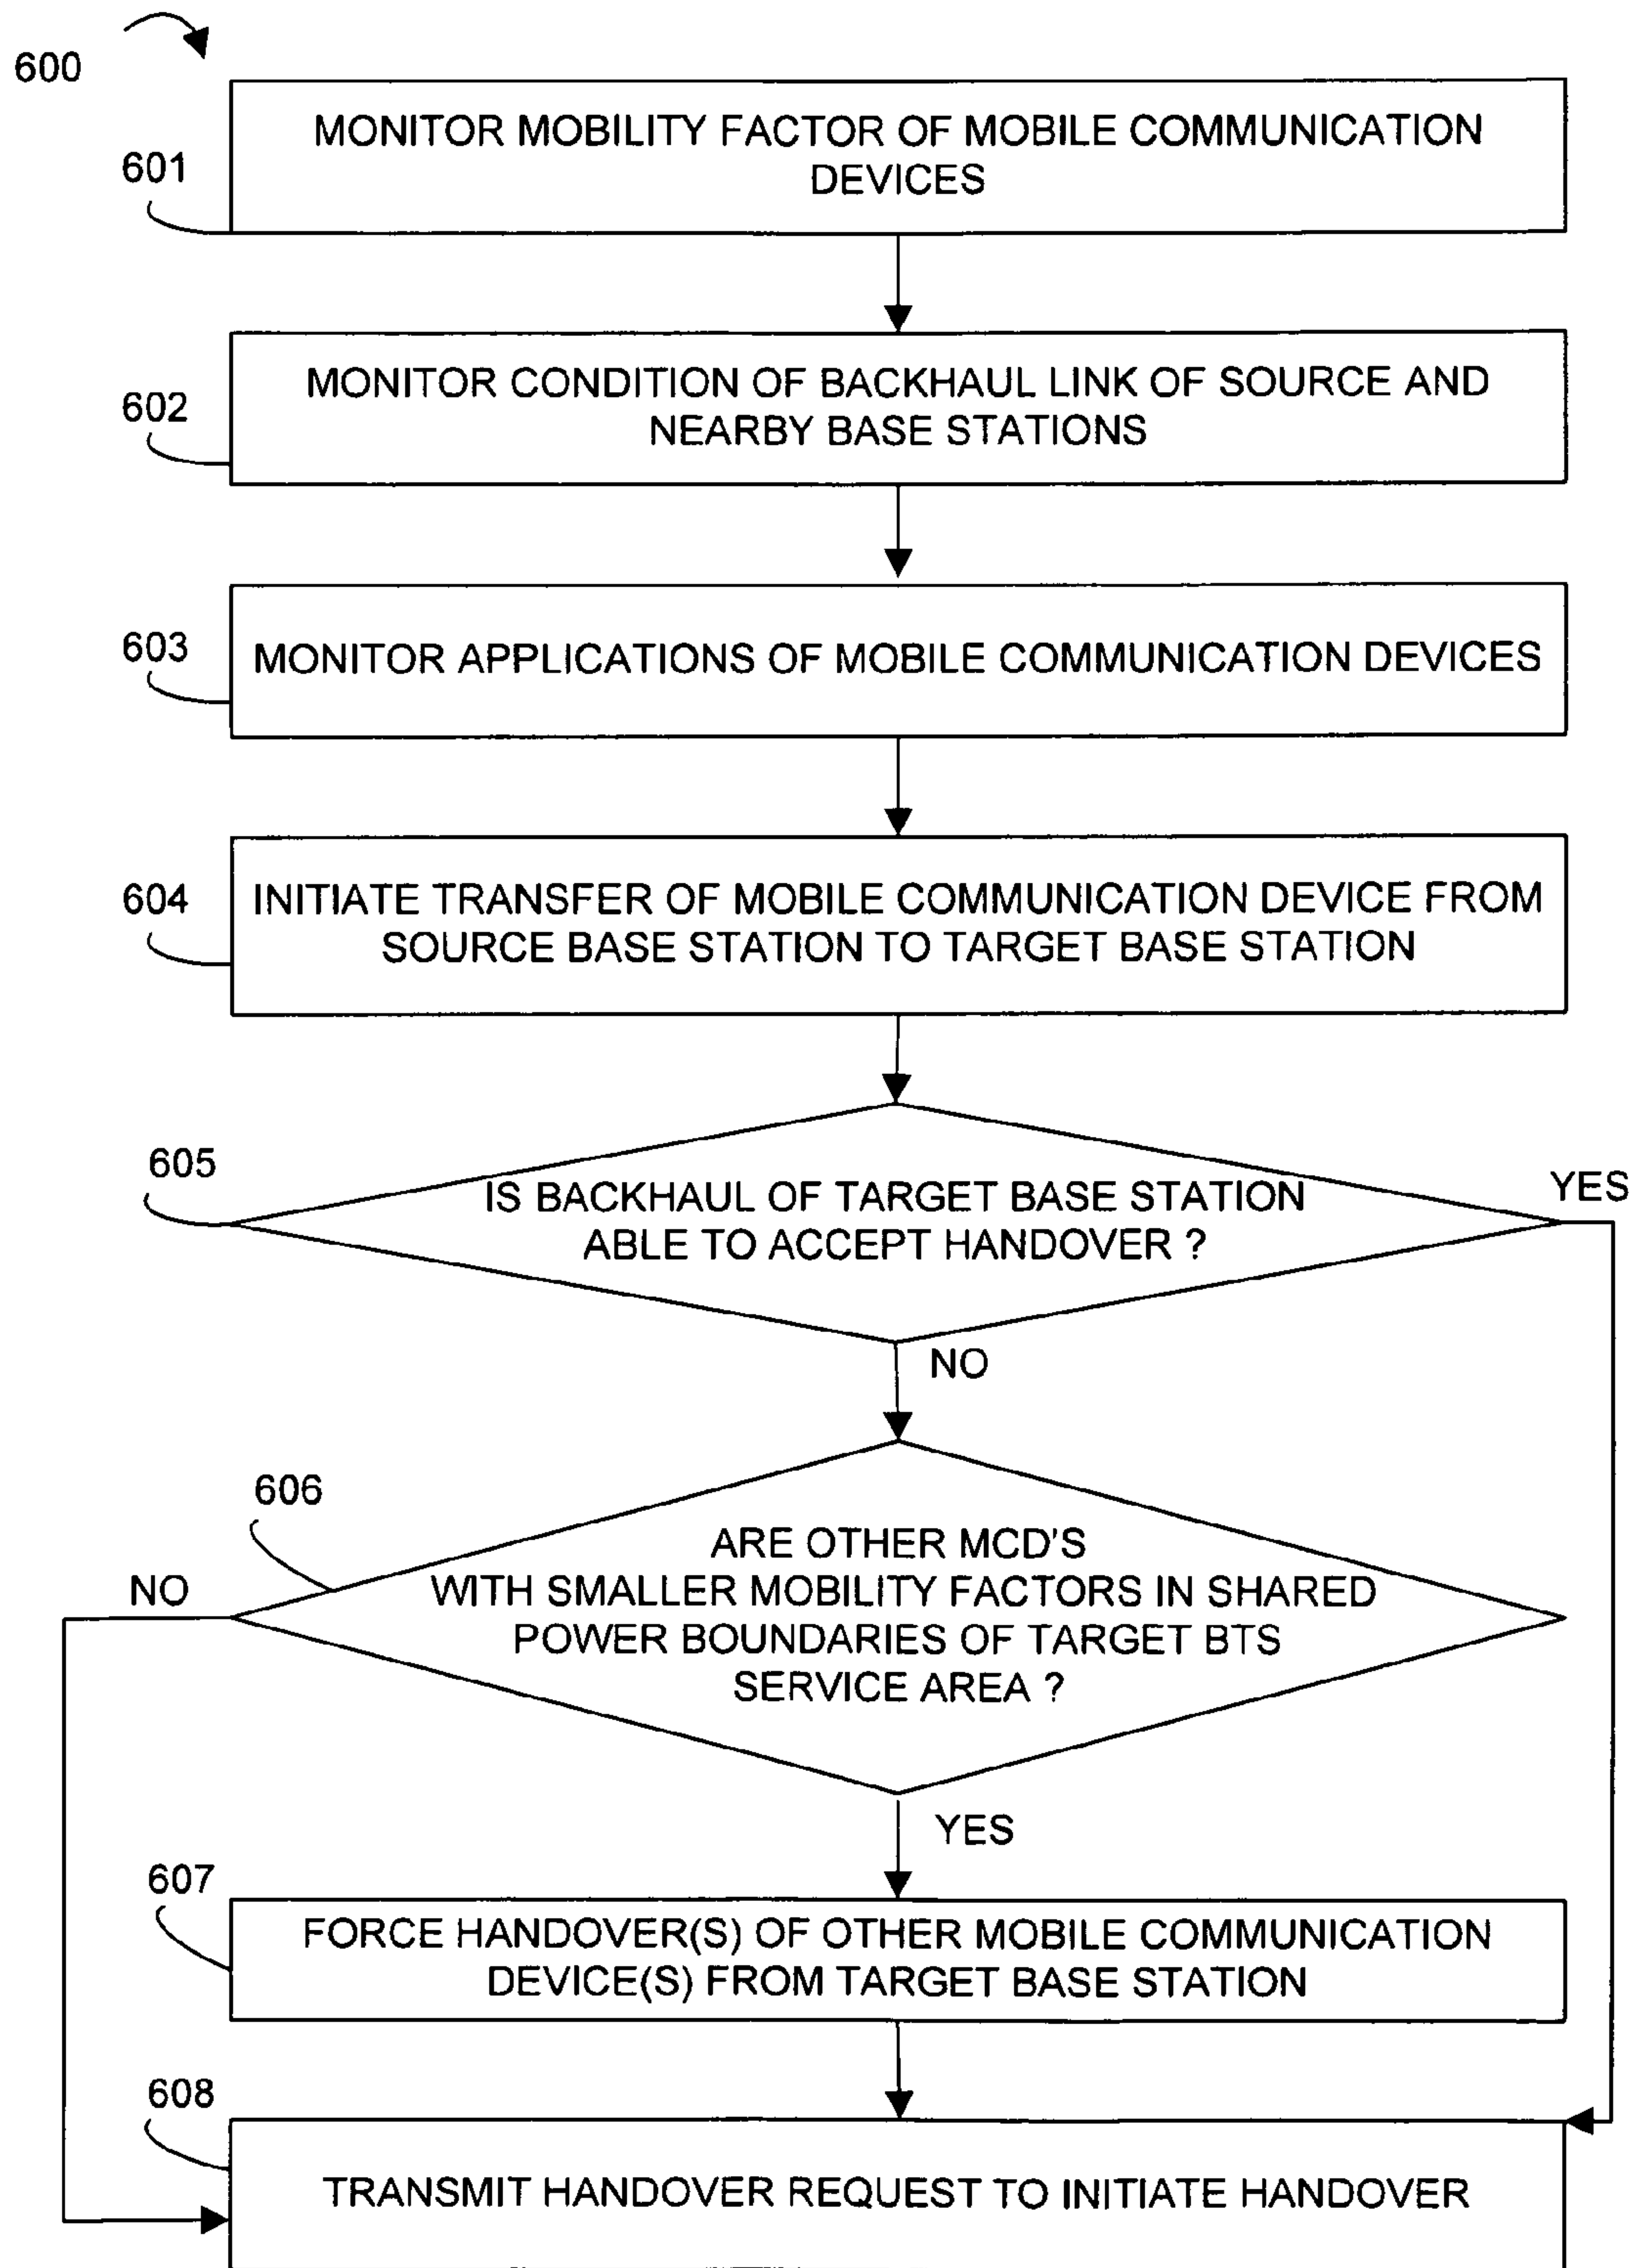 600
601
MONITOR MOBILITY FACTOR OF MOBILE COMMUNICATION
DEVICES
602
MONITOR CONDITION OF BACKHAUL LINK OF SOURCE AND
NEARBY BASE STATIONS
603
MONITOR APPLICATIONS OF MOBILE COMMUNICATION DEVICES
604
INITIATE TRANSFER OF MOBILE COMMUNICATION DEVICE FROM
SOURCE BASE STATION TO TARGET BASE STATION
605
IS BACKHAUL OF TARGET BASE STATION
ABLE TO ACCEPT HANDOVER ?
YES
NO
606
ARE OTHER MCD'S
WITH SMALLER MOBILITY FACTORS IN SHARED
POWER BOUNDARIES OF TARGET BTS
SERVICE AREA ?
NO
YES
607
FORCE HANDOVER(S) OF OTHER MOBILE COMMUNICATION
DEVICE(S) FROM TARGET BASE STATION
608
TRANSMIT HANDOVER REQUEST TO INITIATE HANDOVER